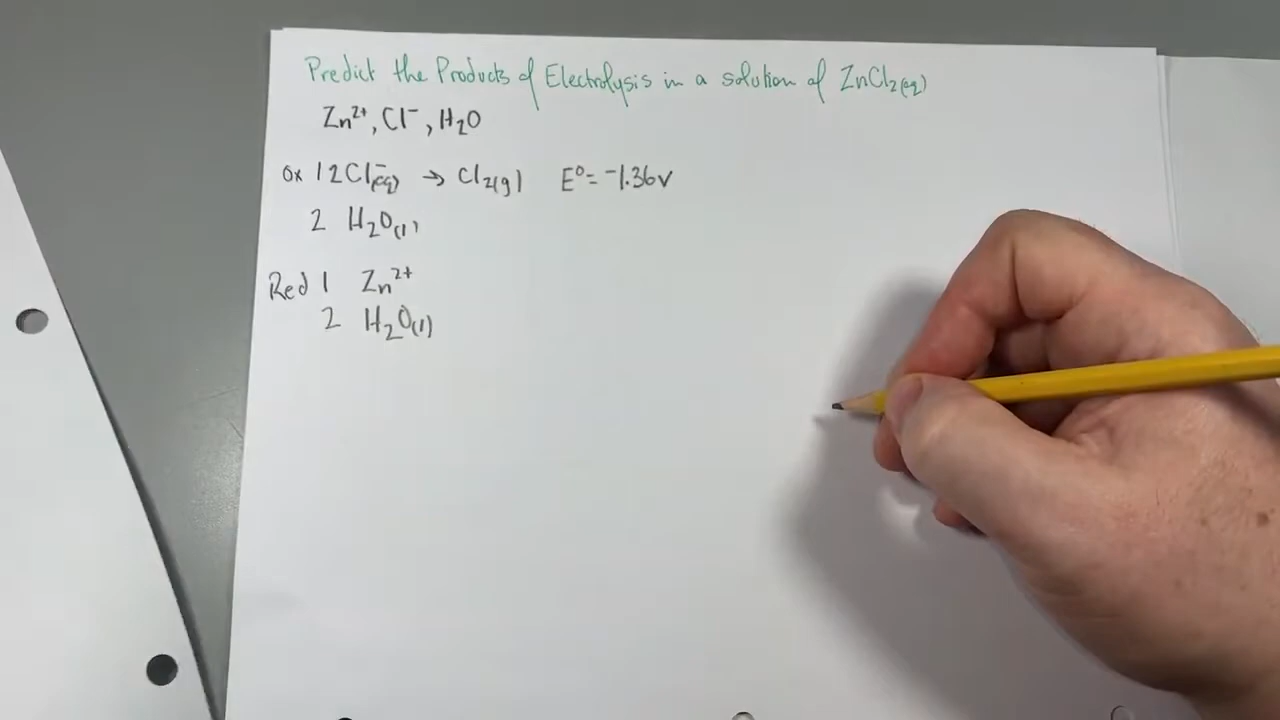 Predict the Products of Electrolysis in a solution of ZnCl₂(aq)
Zn²⁺, Cl⁻, H₂O
Ox 1 2Cl⁻(aq) → Cl₂(g) E⁰= -1.36v
2 H₂O(l)
Red 1 Zn²⁺
2 H₂O(l)